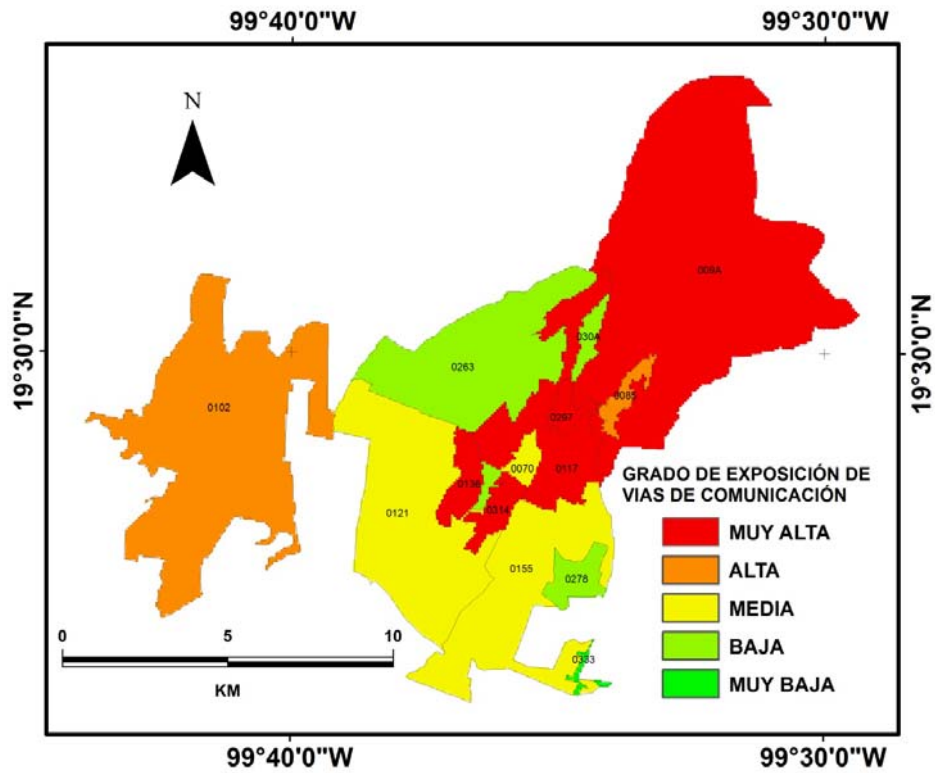 99°40'0"W
99°30'0"W
N
19°30'0"N
19°30'0"N
009A
030A
0263
0102
0085
0297
0070
0117
0136
0314
0121
0155
0278
0333
GRADO DE EXPOSICIÓN DE
VIAS DE COMUNICACIÓN
MUY ALTA
ALTA
MEDIA
BAJA
MUY BAJA
0
5
10
KM
99°40'0"W
99°30'0"W